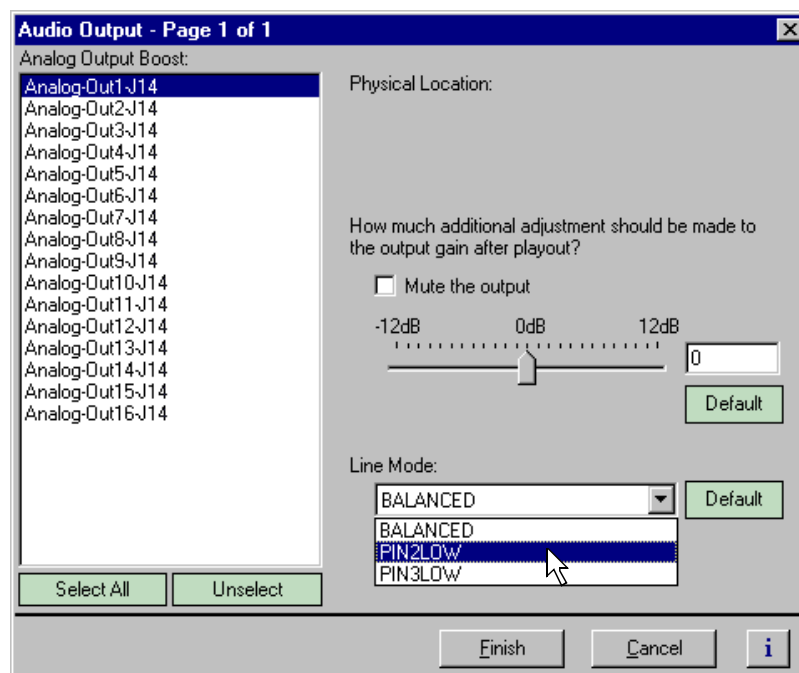 Audio Output - Page 1 of 1
Analog Output Boost:
Analog-Out1-J14
Analog-Out2-J14
Analog-Out3-J14
Analog-Out4-J14
Analog-Out5-J14
Analog-Out6-J14
Analog-Out7-J14
Analog-Out8-J14
Analog-Out9-J14
Analog-Out10-J14
Analog-Out11-J14
Analog-Out12-J14
Analog-Out13-J14
Analog-Out14-J14
Analog-Out15-J14
Analog-Out16-J14
Select All
Unselect
Physical Location:
How much additional adjustment should be made to
the output gain after playout?
Mute the output
-12dB 0dB 12dB
0
Default
Line Mode:
BALANCED
Default
BALANCED
PIN2LOW
PIN3LOW
Finish
Cancel
i